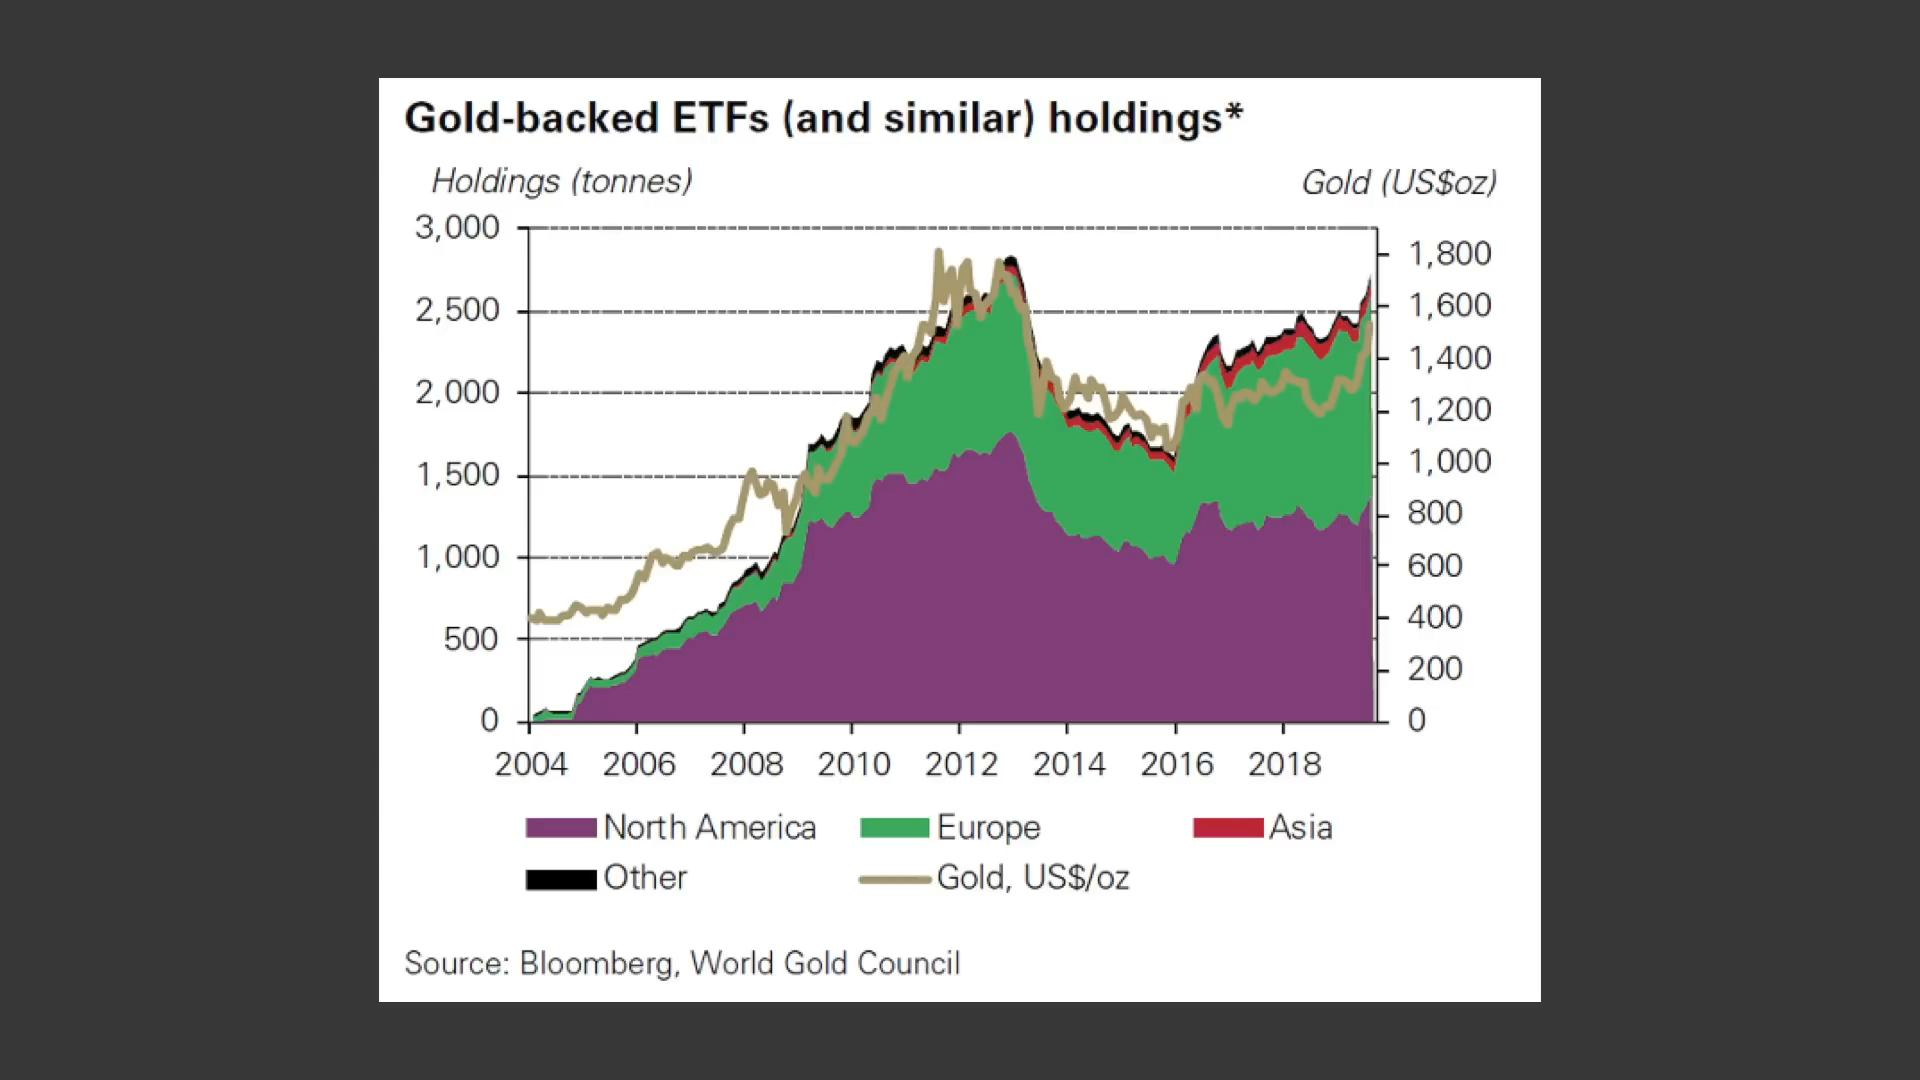 Gold-backed ETFs (and similar) holdings*
Holdings (tonnes)
Gold (US$oz)
3,000
2,500
2,000
1,500
1,000
500
0
1,800
1,600
1,400
1,200
1,000
800
600
400
200
0
2004 2006 2008 2010 2012 2014 2016 2018
North America Europe Asia
Other Gold, US$/oz
Source: Bloomberg, World Gold Council